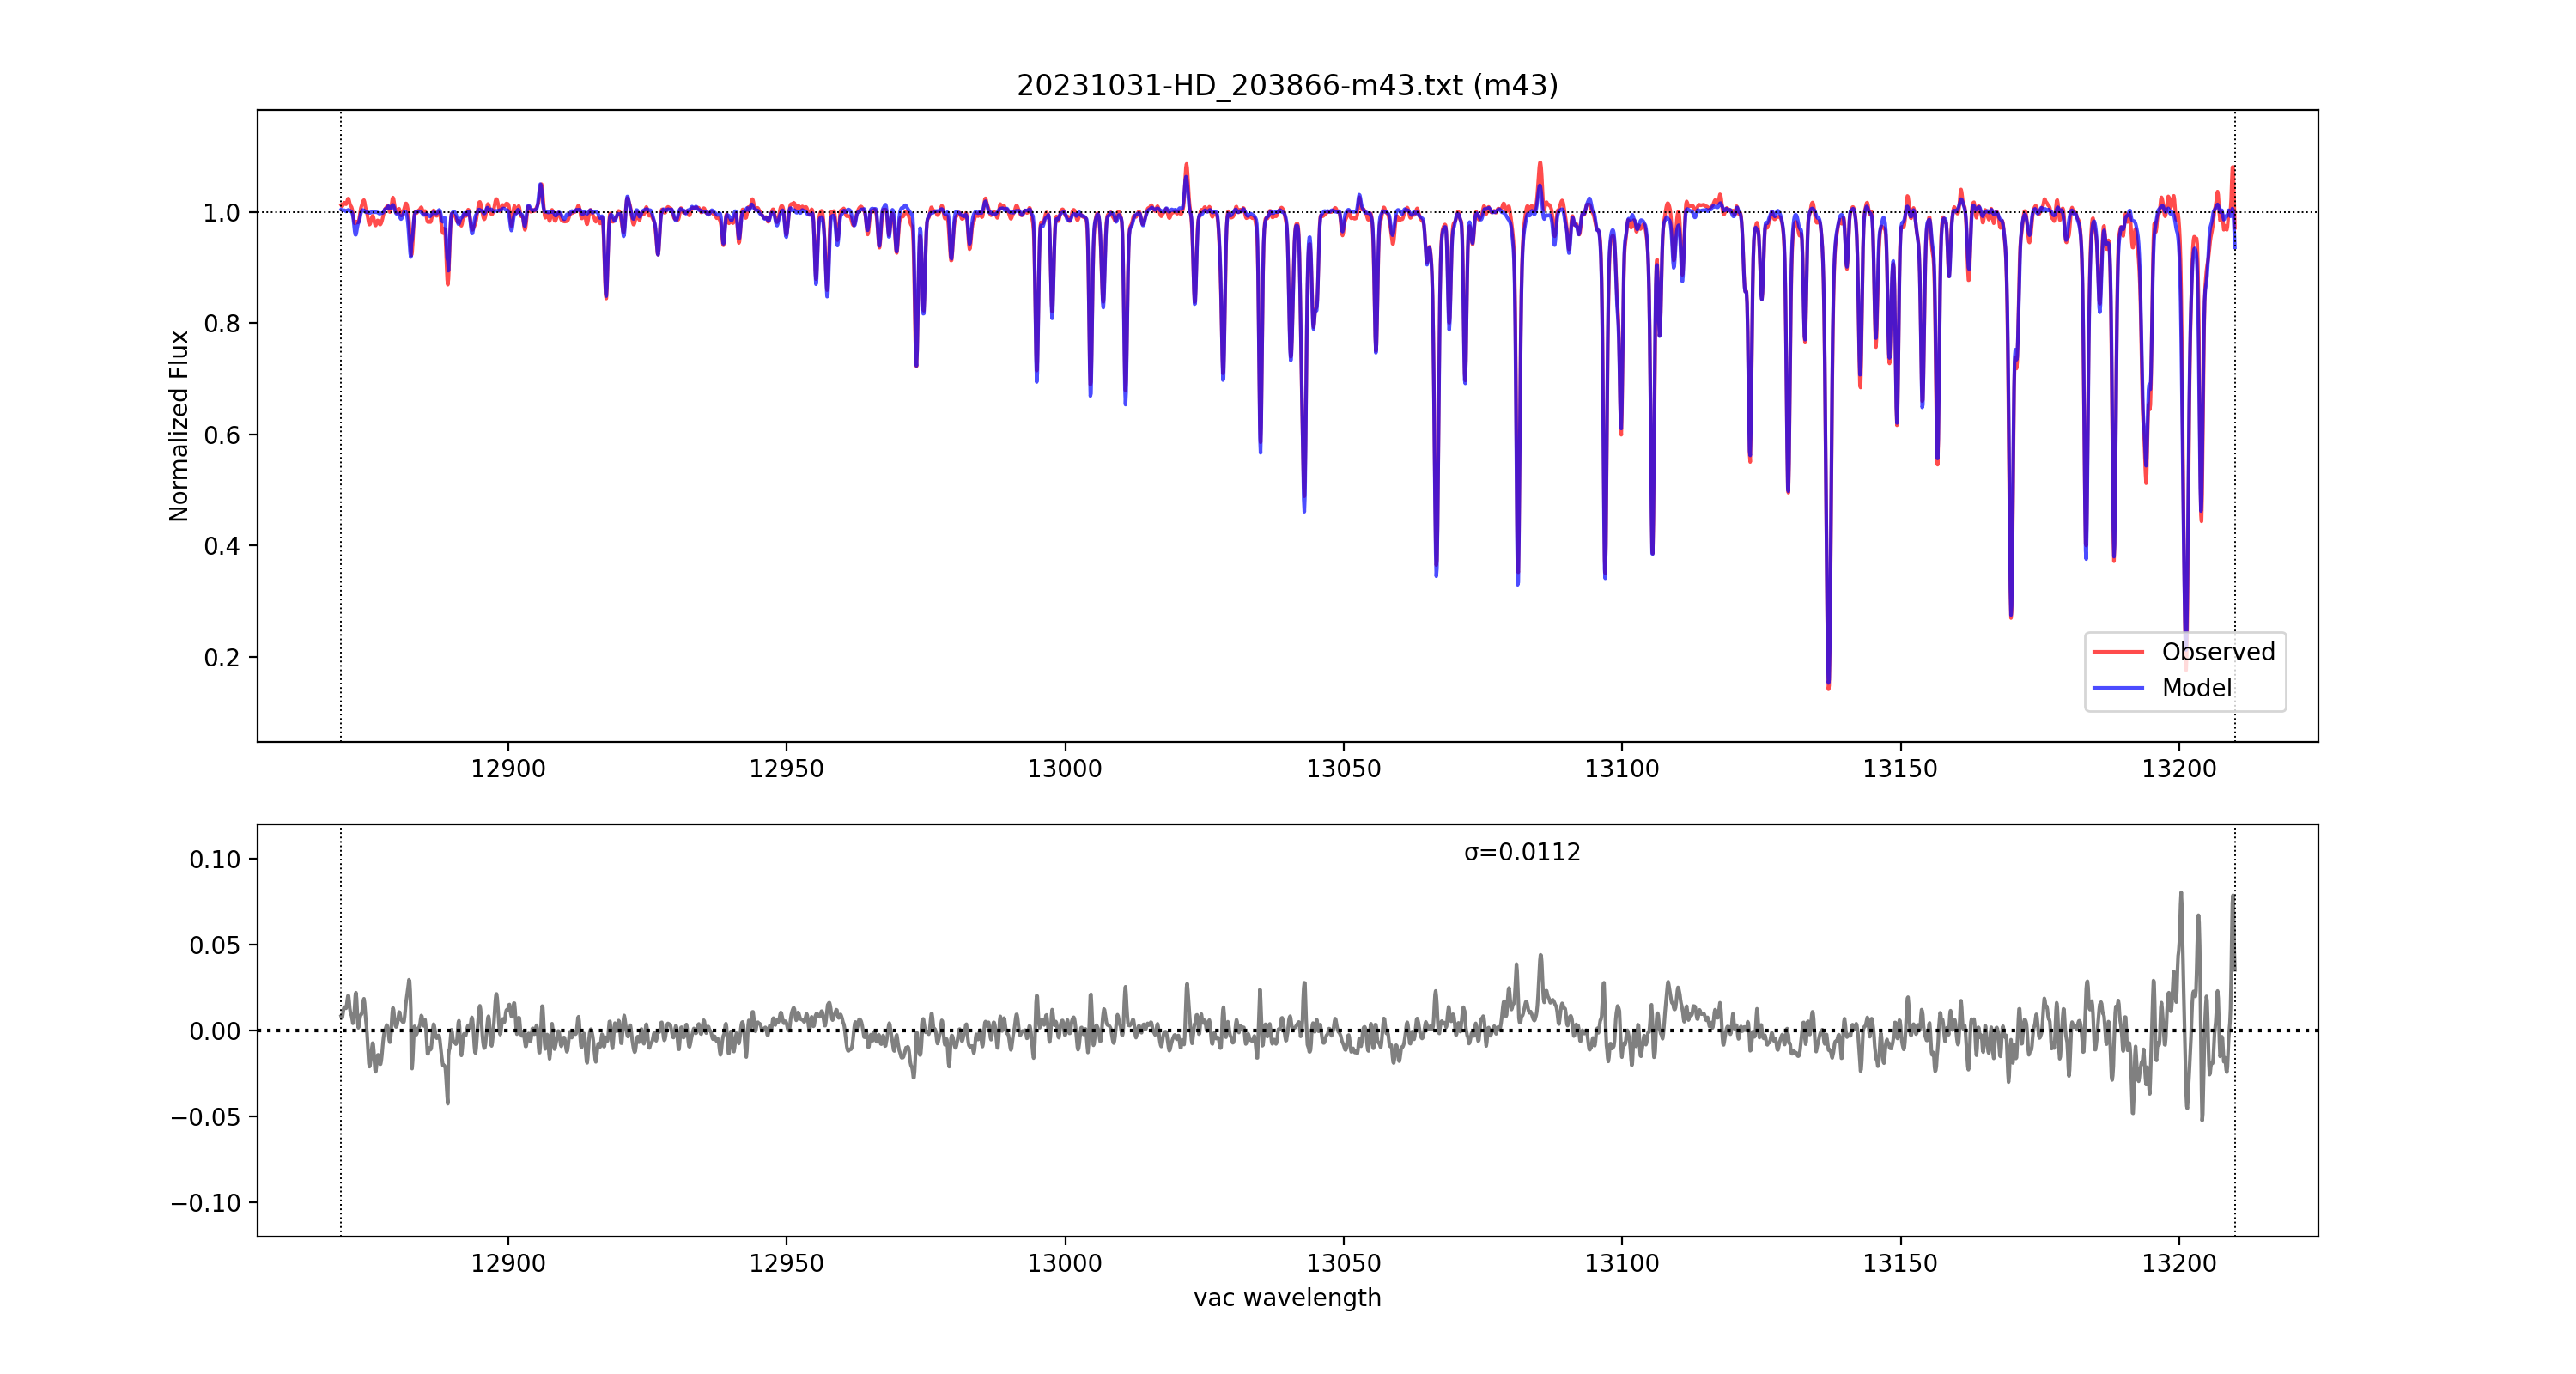 20231031-HD_203866-m43.txt (m43)
Normalized Flux
1.0
0.8
0.6
0.4
0.2
Observed
Model
12900 12950 13000 13050 13100 13150 13200
σ=0.0112
0.10
0.05
0.00
−0.05
−0.10
12900 12950 13000 13050 13100 13150 13200
vac wavelength